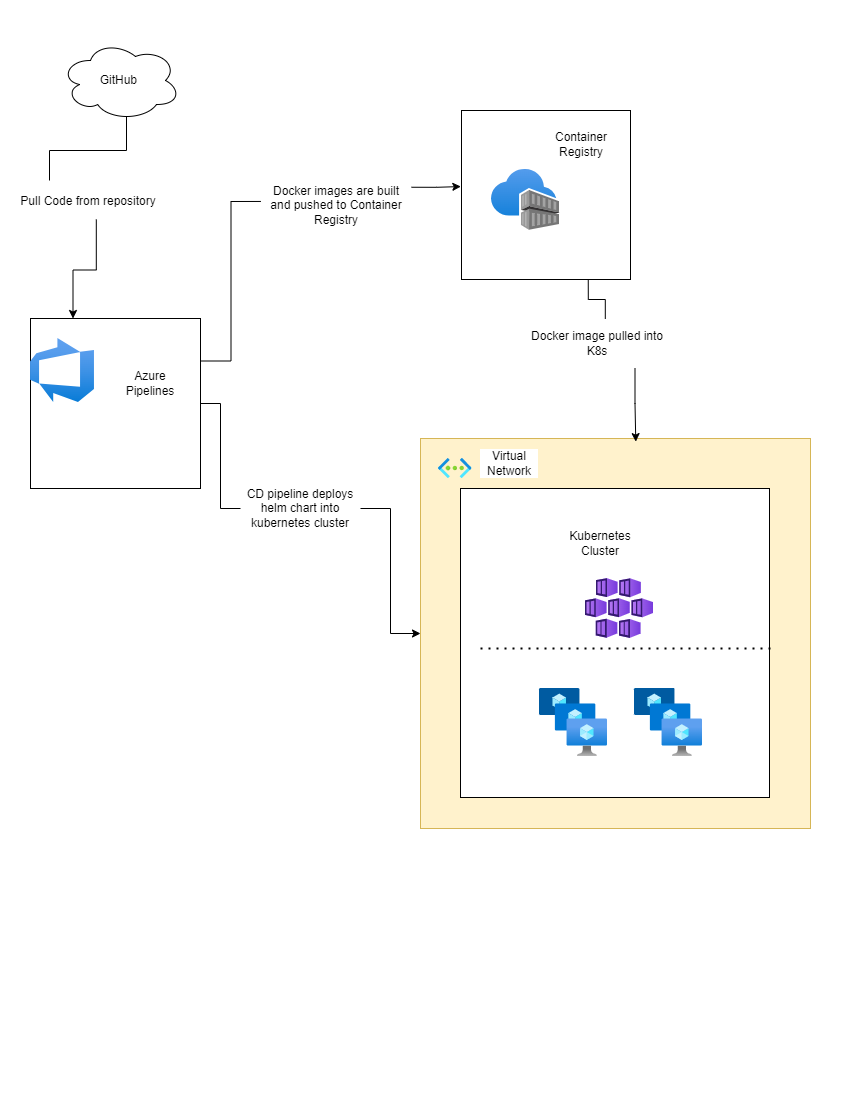 GitHub
Pull Code from repository
Azure
Pipelines
Docker images are built
and pushed to Container
Registry
Container
Registry
Docker image pulled into
K8s
CD pipeline deploys
helm chart into
kubernetes cluster
Virtual
Network
Kubernetes
Cluster